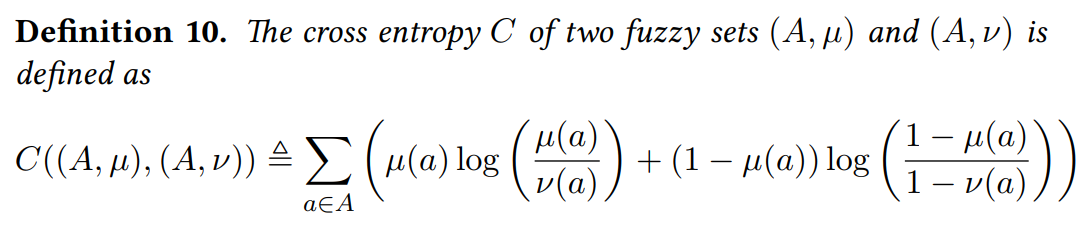 Definition 10. The cross entropy C of two fuzzy sets (A, μ) and (A, ν) is
defined as
C((A, μ), (A, ν)) ≜ ∑_{a∈A} ( μ(a) log ( μ(a) / ν(a) ) + (1 − μ(a)) log ( (1 − μ(a)) / (1 − ν(a)) ) )